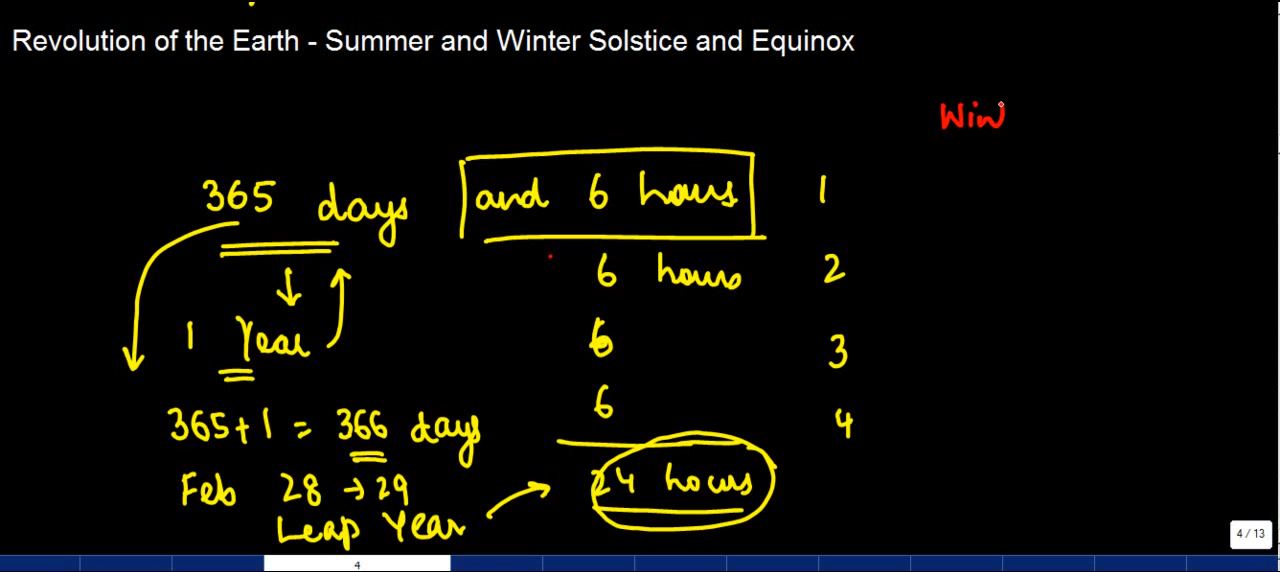 Revolution of the Earth - Summer and Winter Solstice and Equinox
Win
365 days and 6 hours 1
6 hours 2
1 Year 6 3
6 4
365+1 = 366 days
24 hours
Feb 28 → 29
Leap Year
4 / 13
4